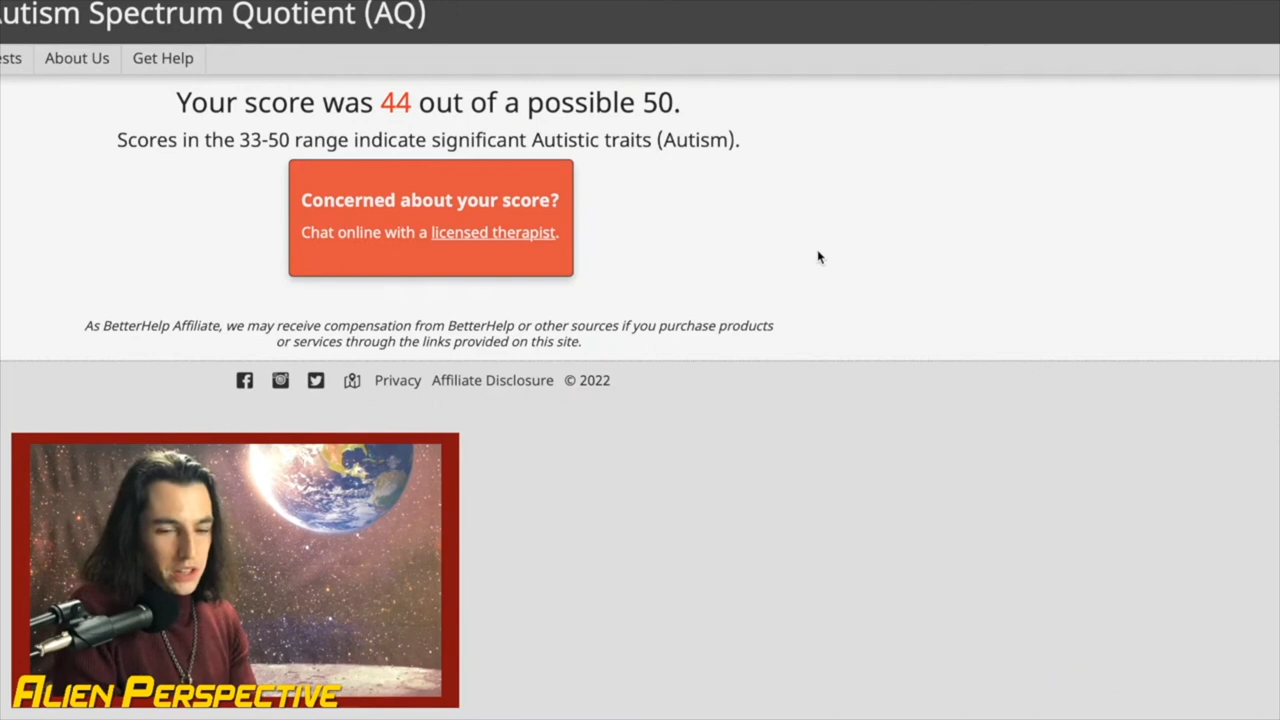 Autism Spectrum Quotient (AQ)
ests About Us Get Help
Your score was 44 out of a possible 50.
Scores in the 33-50 range indicate significant Autistic traits (Autism).
Concerned about your score?
Chat online with a licensed therapist.
As BetterHelp Affiliate, we may receive compensation from BetterHelp or other sources if you purchase products
or services through the links provided on this site.
Privacy Affiliate Disclosure © 2022
ALIEN PERSPECTIVE